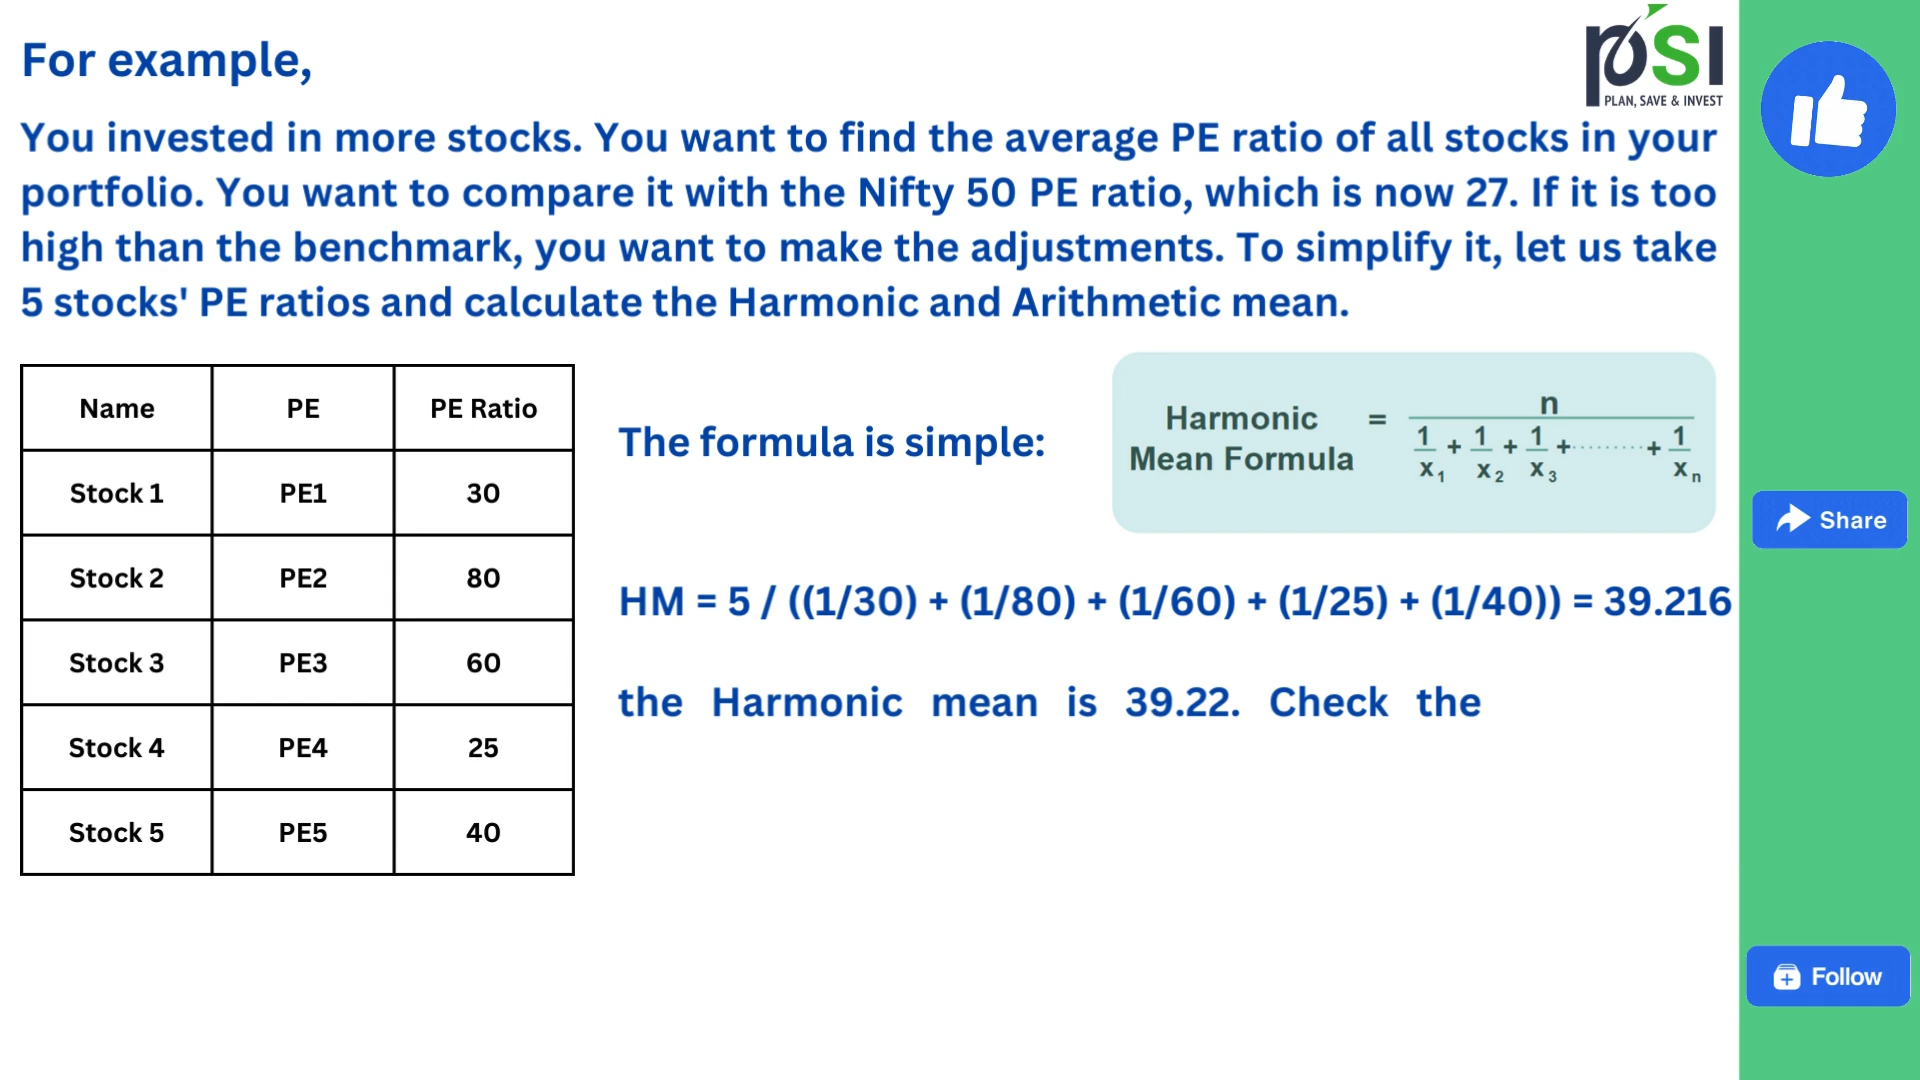 For example,
PSI
PLAN, SAVE & INVEST
You invested in more stocks. You want to find the average PE ratio of all stocks in your
portfolio. You want to compare it with the Nifty 50 PE ratio, which is now 27. If it is too
high than the benchmark, you want to make the adjustments. To simplify it, let us take
5 stocks' PE ratios and calculate the Harmonic and Arithmetic mean.
Name PE PE Ratio
Stock 1 PE1 30
Stock 2 PE2 80
Stock 3 PE3 60
Stock 4 PE4 25
Stock 5 PE5 40
The formula is simple:
Harmonic Mean Formula = n / (1/x₁ + 1/x₂ + 1/x₃ + ........ + 1/xₙ)
HM = 5 / ((1/30) + (1/80) + (1/60) + (1/25) + (1/40)) = 39.216
the Harmonic mean is 39.22. Check the
Share
Follow